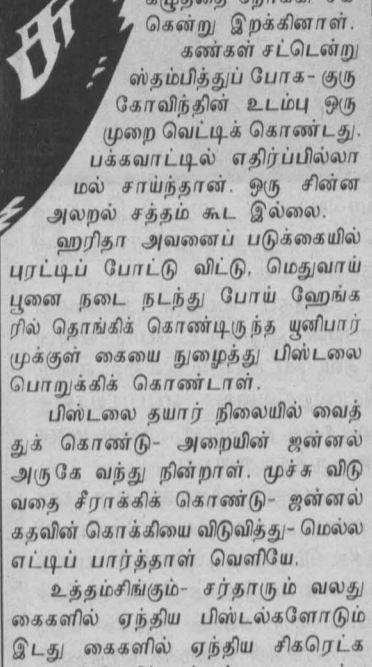 கென்று இறக்கினாள்.
கண்கள் சட்டென்று
ஸ்தம்பித்துப் போக- குரு
கோவிந்தின் உடம்பு ஒரு
முறை வெட்டிக் கொண்டது.
பக்கவாட்டில் எதிர்ப்பில்லா
மல் சாய்ந்தான். ஒரு சின்ன
அலறல் சத்தம் கூட இல்லை.
ஹரிதா அவனைப் படுக்கையில்
புரட்டிப் போட்டு விட்டு, மெதுவாய்
பூனை நடை நடந்து போய் ஹேங்க
ரில் தொங்கிக் கொண்டிருந்த யூனிபார்
முக்குள் கையை நுழைத்து பிஸ்டலை
பொறுக்கிக் கொண்டாள்.
பிஸ்டலை தயார் நிலையில் வைத்
துக் கொண்டு- அறையின் ஜன்னல்
அருகே வந்து நின்றாள். மூச்சு விடு
வதை சீராக்கிக் கொண்டு- ஜன்னல்
கதவின் கொக்கியை விடுவித்து- மெல்ல
எட்டிப் பார்த்தாள் வெளியே.
உத்தம்சிங்கும்- சர்தாரும் வலது
கைகளில் ஏந்திய பிஸ்டல்களோடும்
இடது கைகளில் ஏந்திய சிகரெட்க